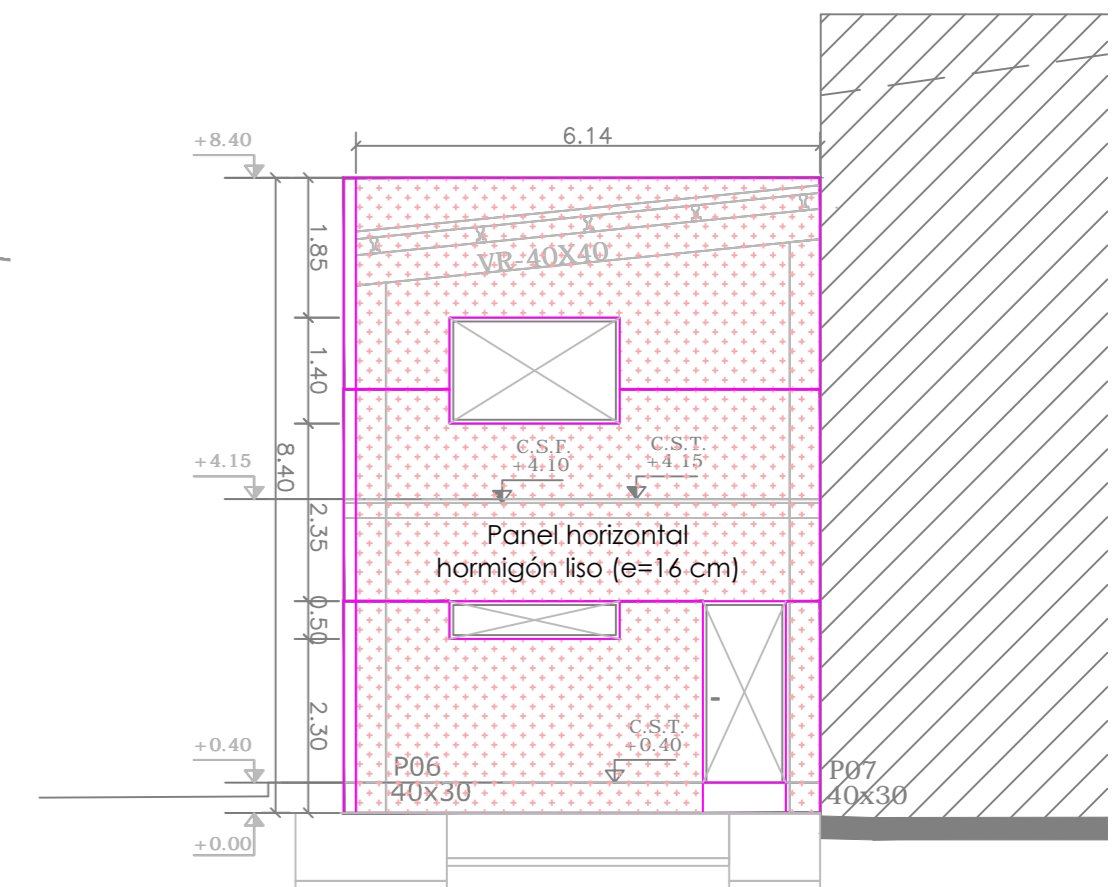 6.14
+8.40
1.85
VR-40X40
1.40
8.40
C.S.F.
+4.10
C.S.T.
+4.15
+4.15
2.35
Panel horizontal
hormigón liso (e=16 cm)
0.50
2.30
C.S.T.
+0.40
+0.40
P06
40x30
P07
40x30
+0.00